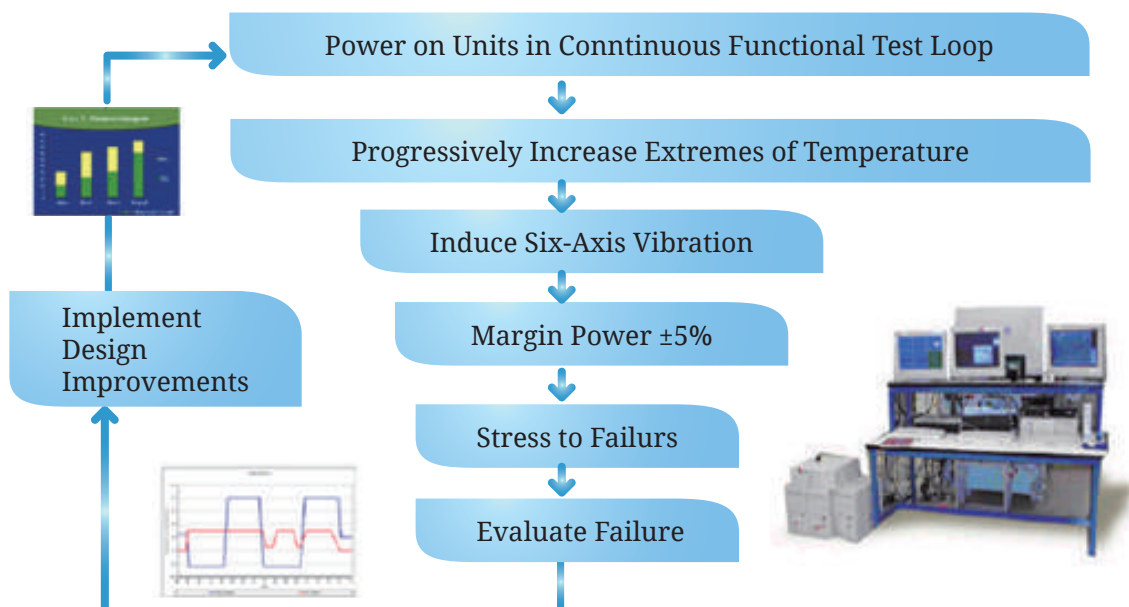 Power on Units in Conntinuous Functional Test Loop
Progressively Increase Extremes of Temperature
Induce Six-Axis Vibration
Implement
Design
Improvements
Margin Power ±5%
Stress to Failurs
Evaluate Failure